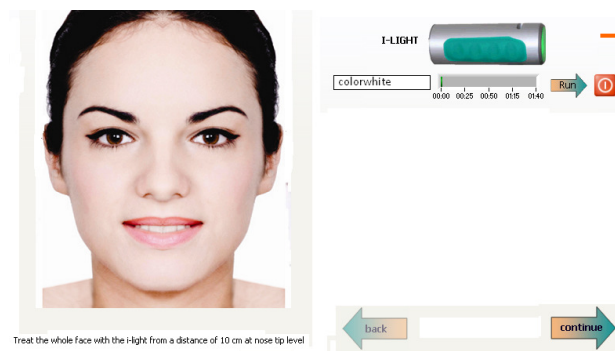 I-LIGHT
colorwhite
00:00 00:25 00:50 01:15 01:40
Run
back
continue
Treat the whole face with the i-light from a distance of 10 cm at nose tip level